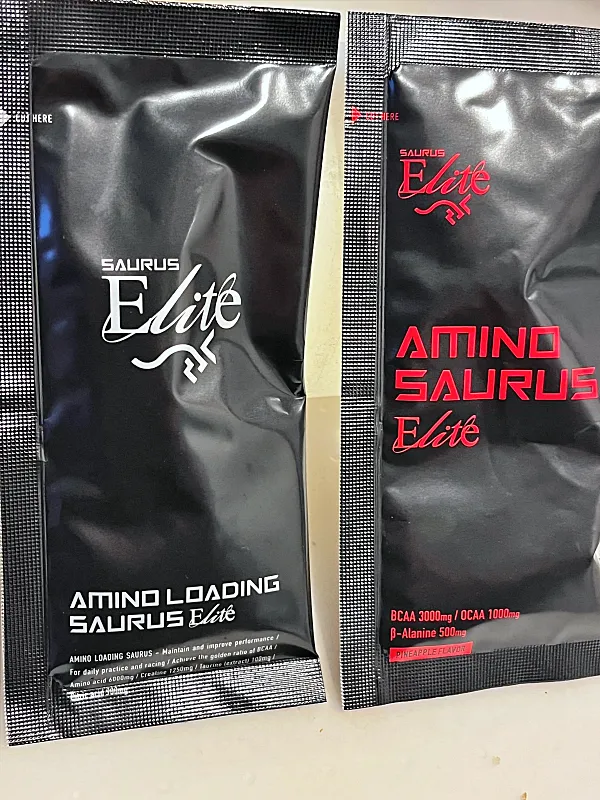 CUT HERE
SAURUS
Elite
AMINO LOADING
SAURUS Elite
AMINO LOADING SAURUS - Maintain and improve performance /
For daily practice and racing / Achieve the golden ratio of BCAA /
Amino acid 6000mg / Creatine 1250mg / Taurine (extract) 100mg /
acid 300mg
CUT HERE
SAURUS
Elite
AMINO
SAURUS
Elite
BCAA 3000mg / OCAA 1000mg
β-Alanine 500mg
PINEAPPLE FLAVOR